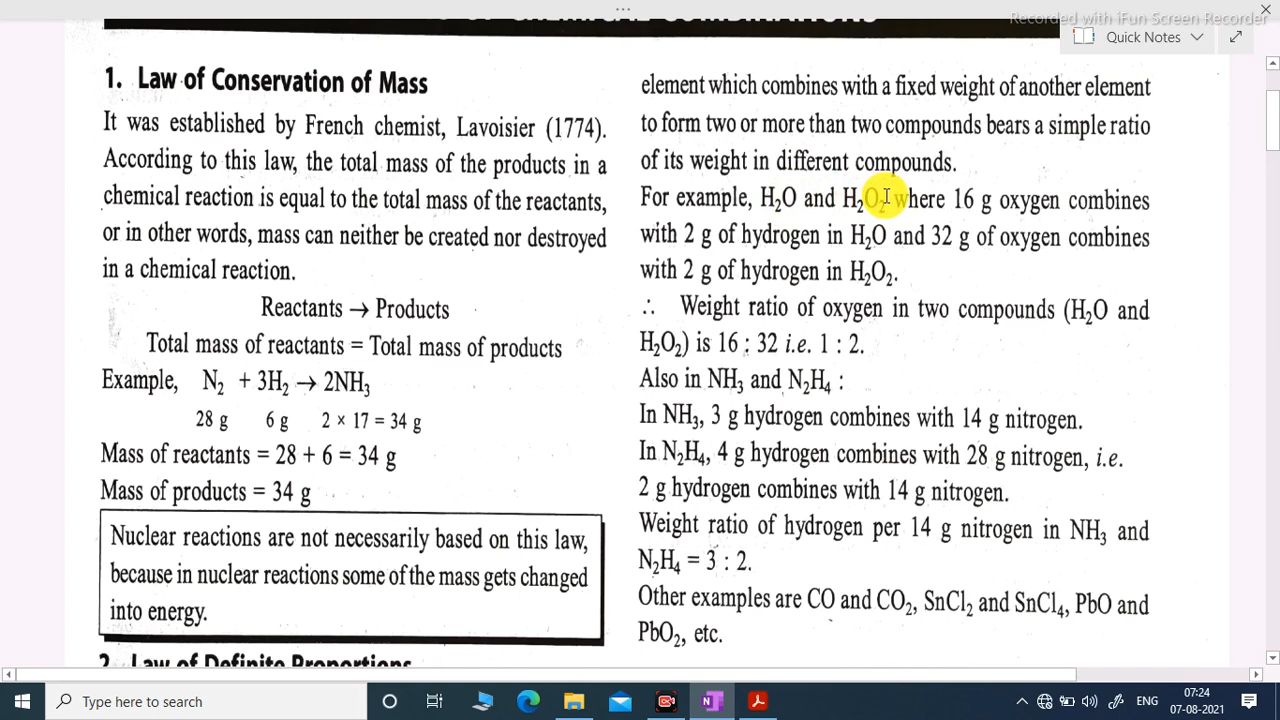 ...
OF CHEMICAL COMBINATIONS
Recorded with iFun Screen Recorder
Quick Notes
1. Law of Conservation of Mass
It was established by French chemist, Lavoisier (1774).
According to this law, the total mass of the products in a
chemical reaction is equal to the total mass of the reactants,
or in other words, mass can neither be created nor destroyed
in a chemical reaction.
Reactants → Products
Total mass of reactants = Total mass of products
Example, N₂ + 3H₂ → 2NH₃
28 g 6 g 2 × 17 = 34 g
Mass of reactants = 28 + 6 = 34 g
Mass of products = 34 g
Nuclear reactions are not necessarily based on this law,
because in nuclear reactions some of the mass gets changed
into energy.
2. Law of Definite Proportions
element which combines with a fixed weight of another element
to form two or more than two compounds bears a simple ratio
of its weight in different compounds.
For example, H₂O and H₂O₂ where 16 g oxygen combines
with 2 g of hydrogen in H₂O and 32 g of oxygen combines
with 2 g of hydrogen in H₂O₂.
∴ Weight ratio of oxygen in two compounds (H₂O and
H₂O₂) is 16 : 32 i.e. 1 : 2.
Also in NH₃ and N₂H₄ :
In NH₃, 3 g hydrogen combines with 14 g nitrogen.
In N₂H₄, 4 g hydrogen combines with 28 g nitrogen, i.e.
2 g hydrogen combines with 14 g nitrogen.
Weight ratio of hydrogen per 14 g nitrogen in NH₃ and
N₂H₄ = 3 : 2.
Other examples are CO and CO₂, SnCl₂ and SnCl₄, PbO and
PbO₂, etc.
Type here to search
ENG
07:24
07-08-2021